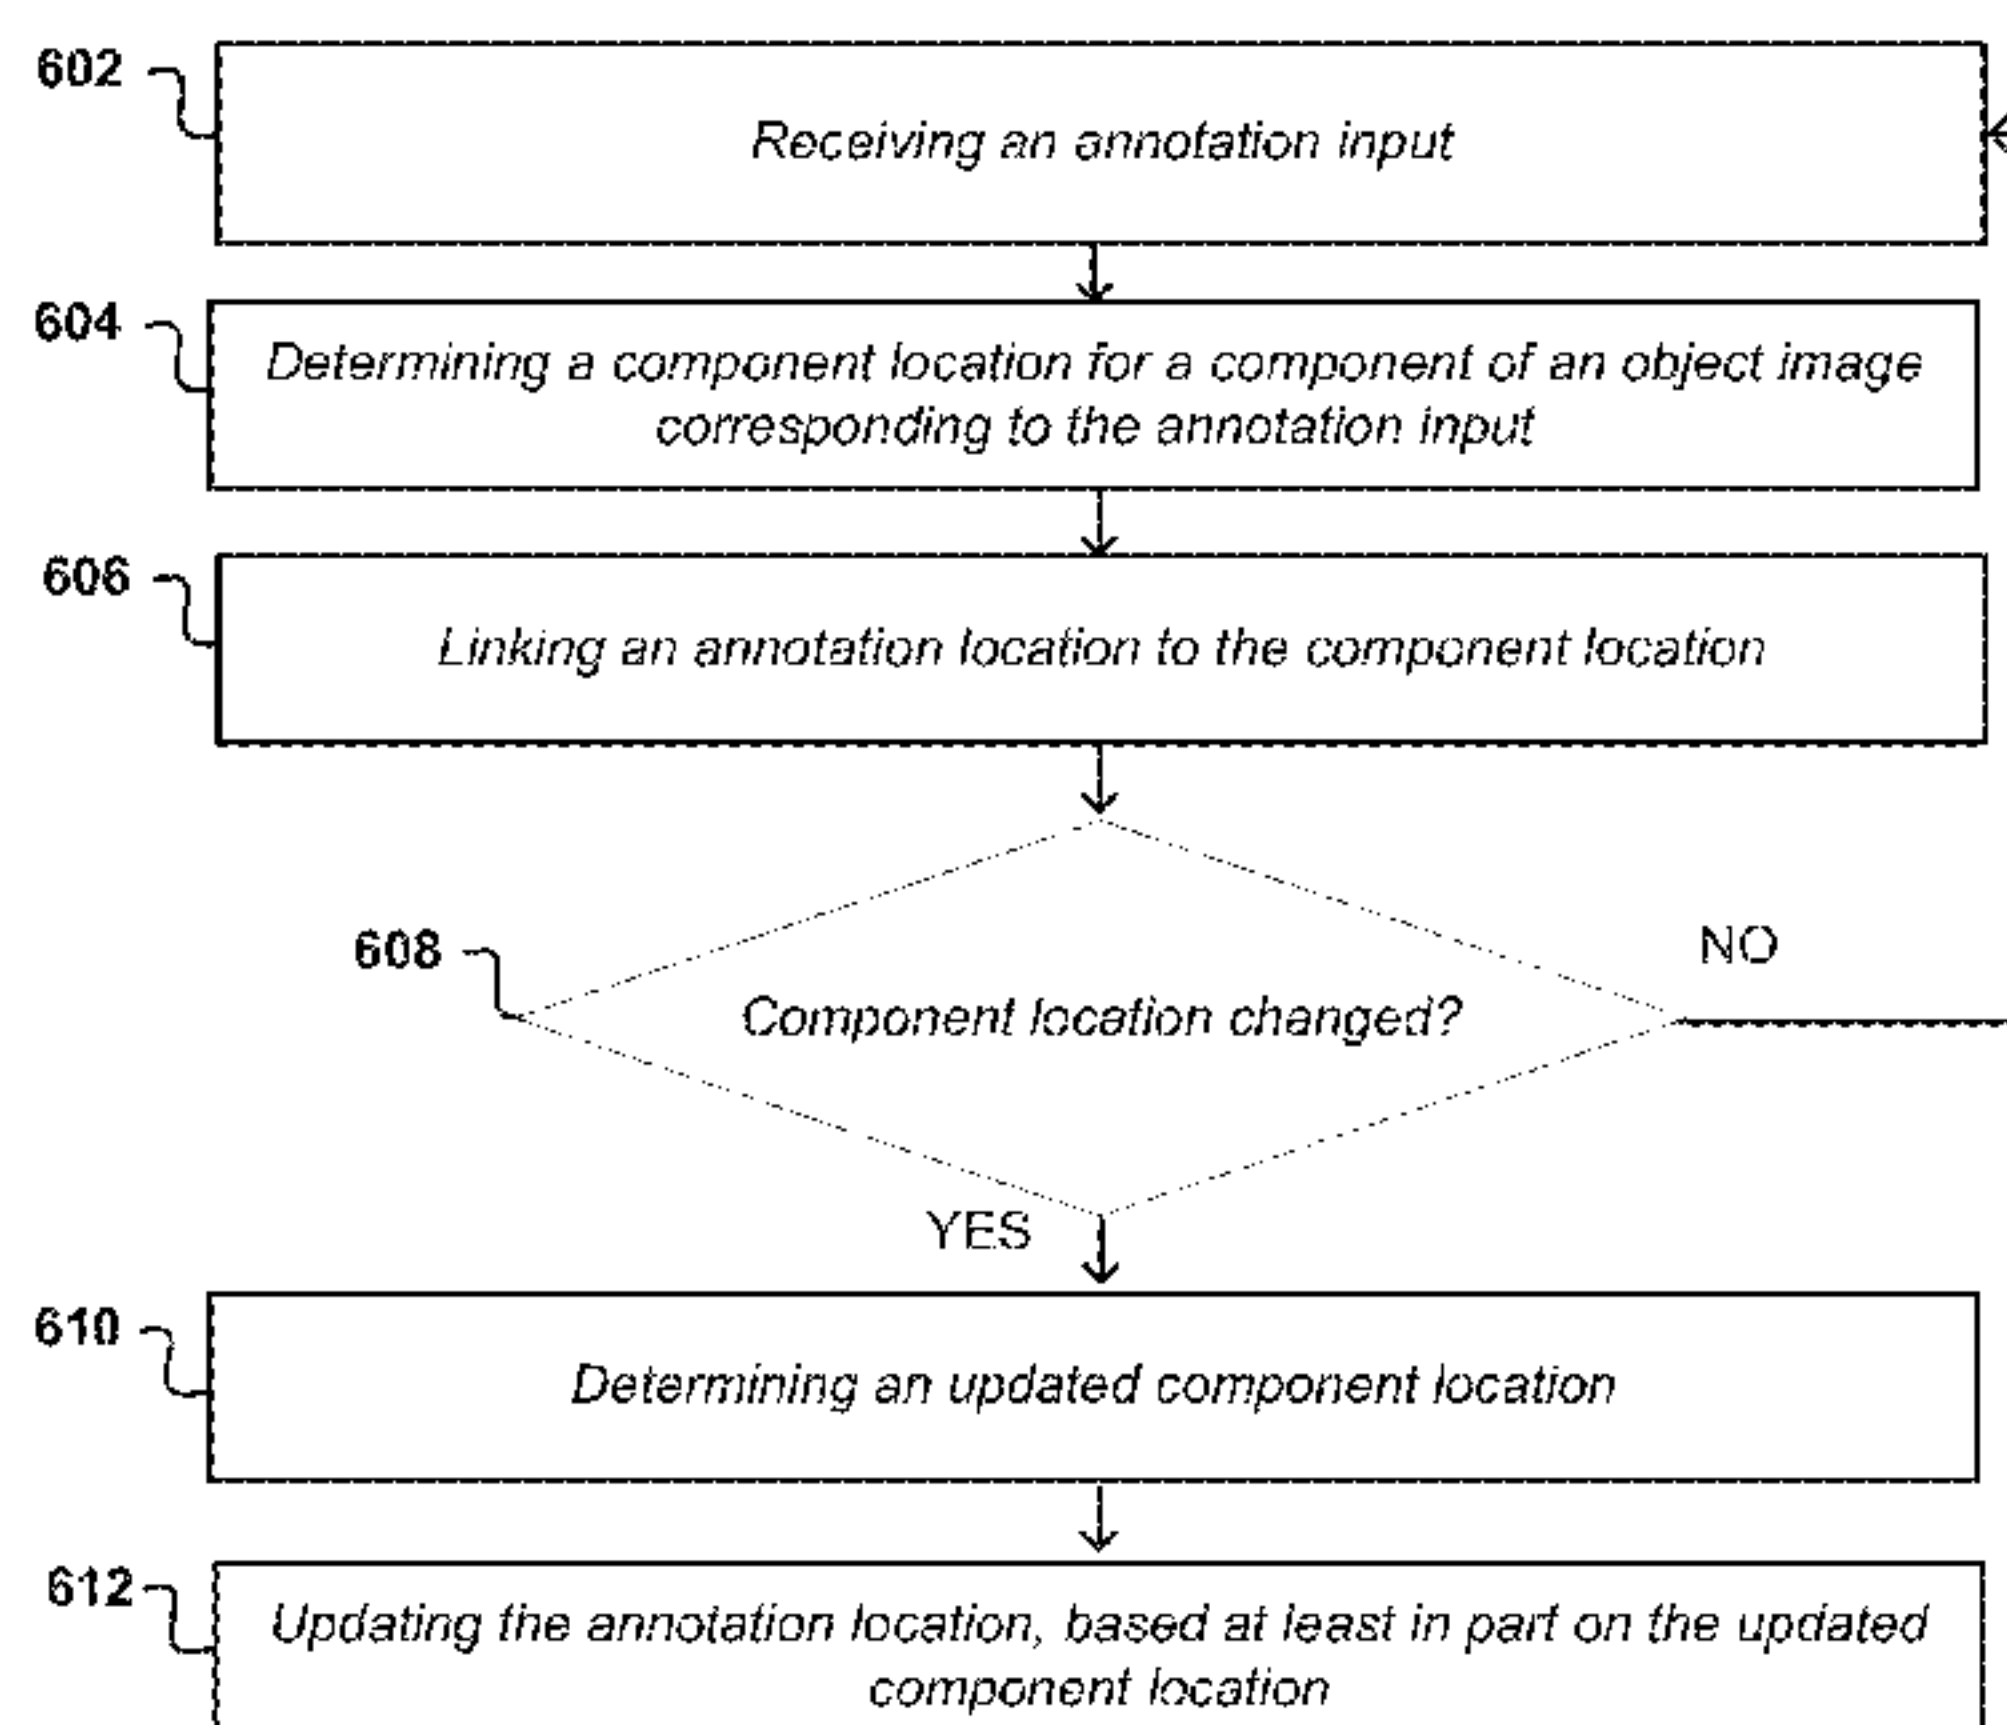 602
Receiving an annotation input
604
Determining a component location for a component of an object image
corresponding to the annotation input
606
Linking an annotation location to the component location
608
Component location changed?
NO
YES
610
Determining an updated component location
612
Updating the annotation location, based at least in part on the updated
component location